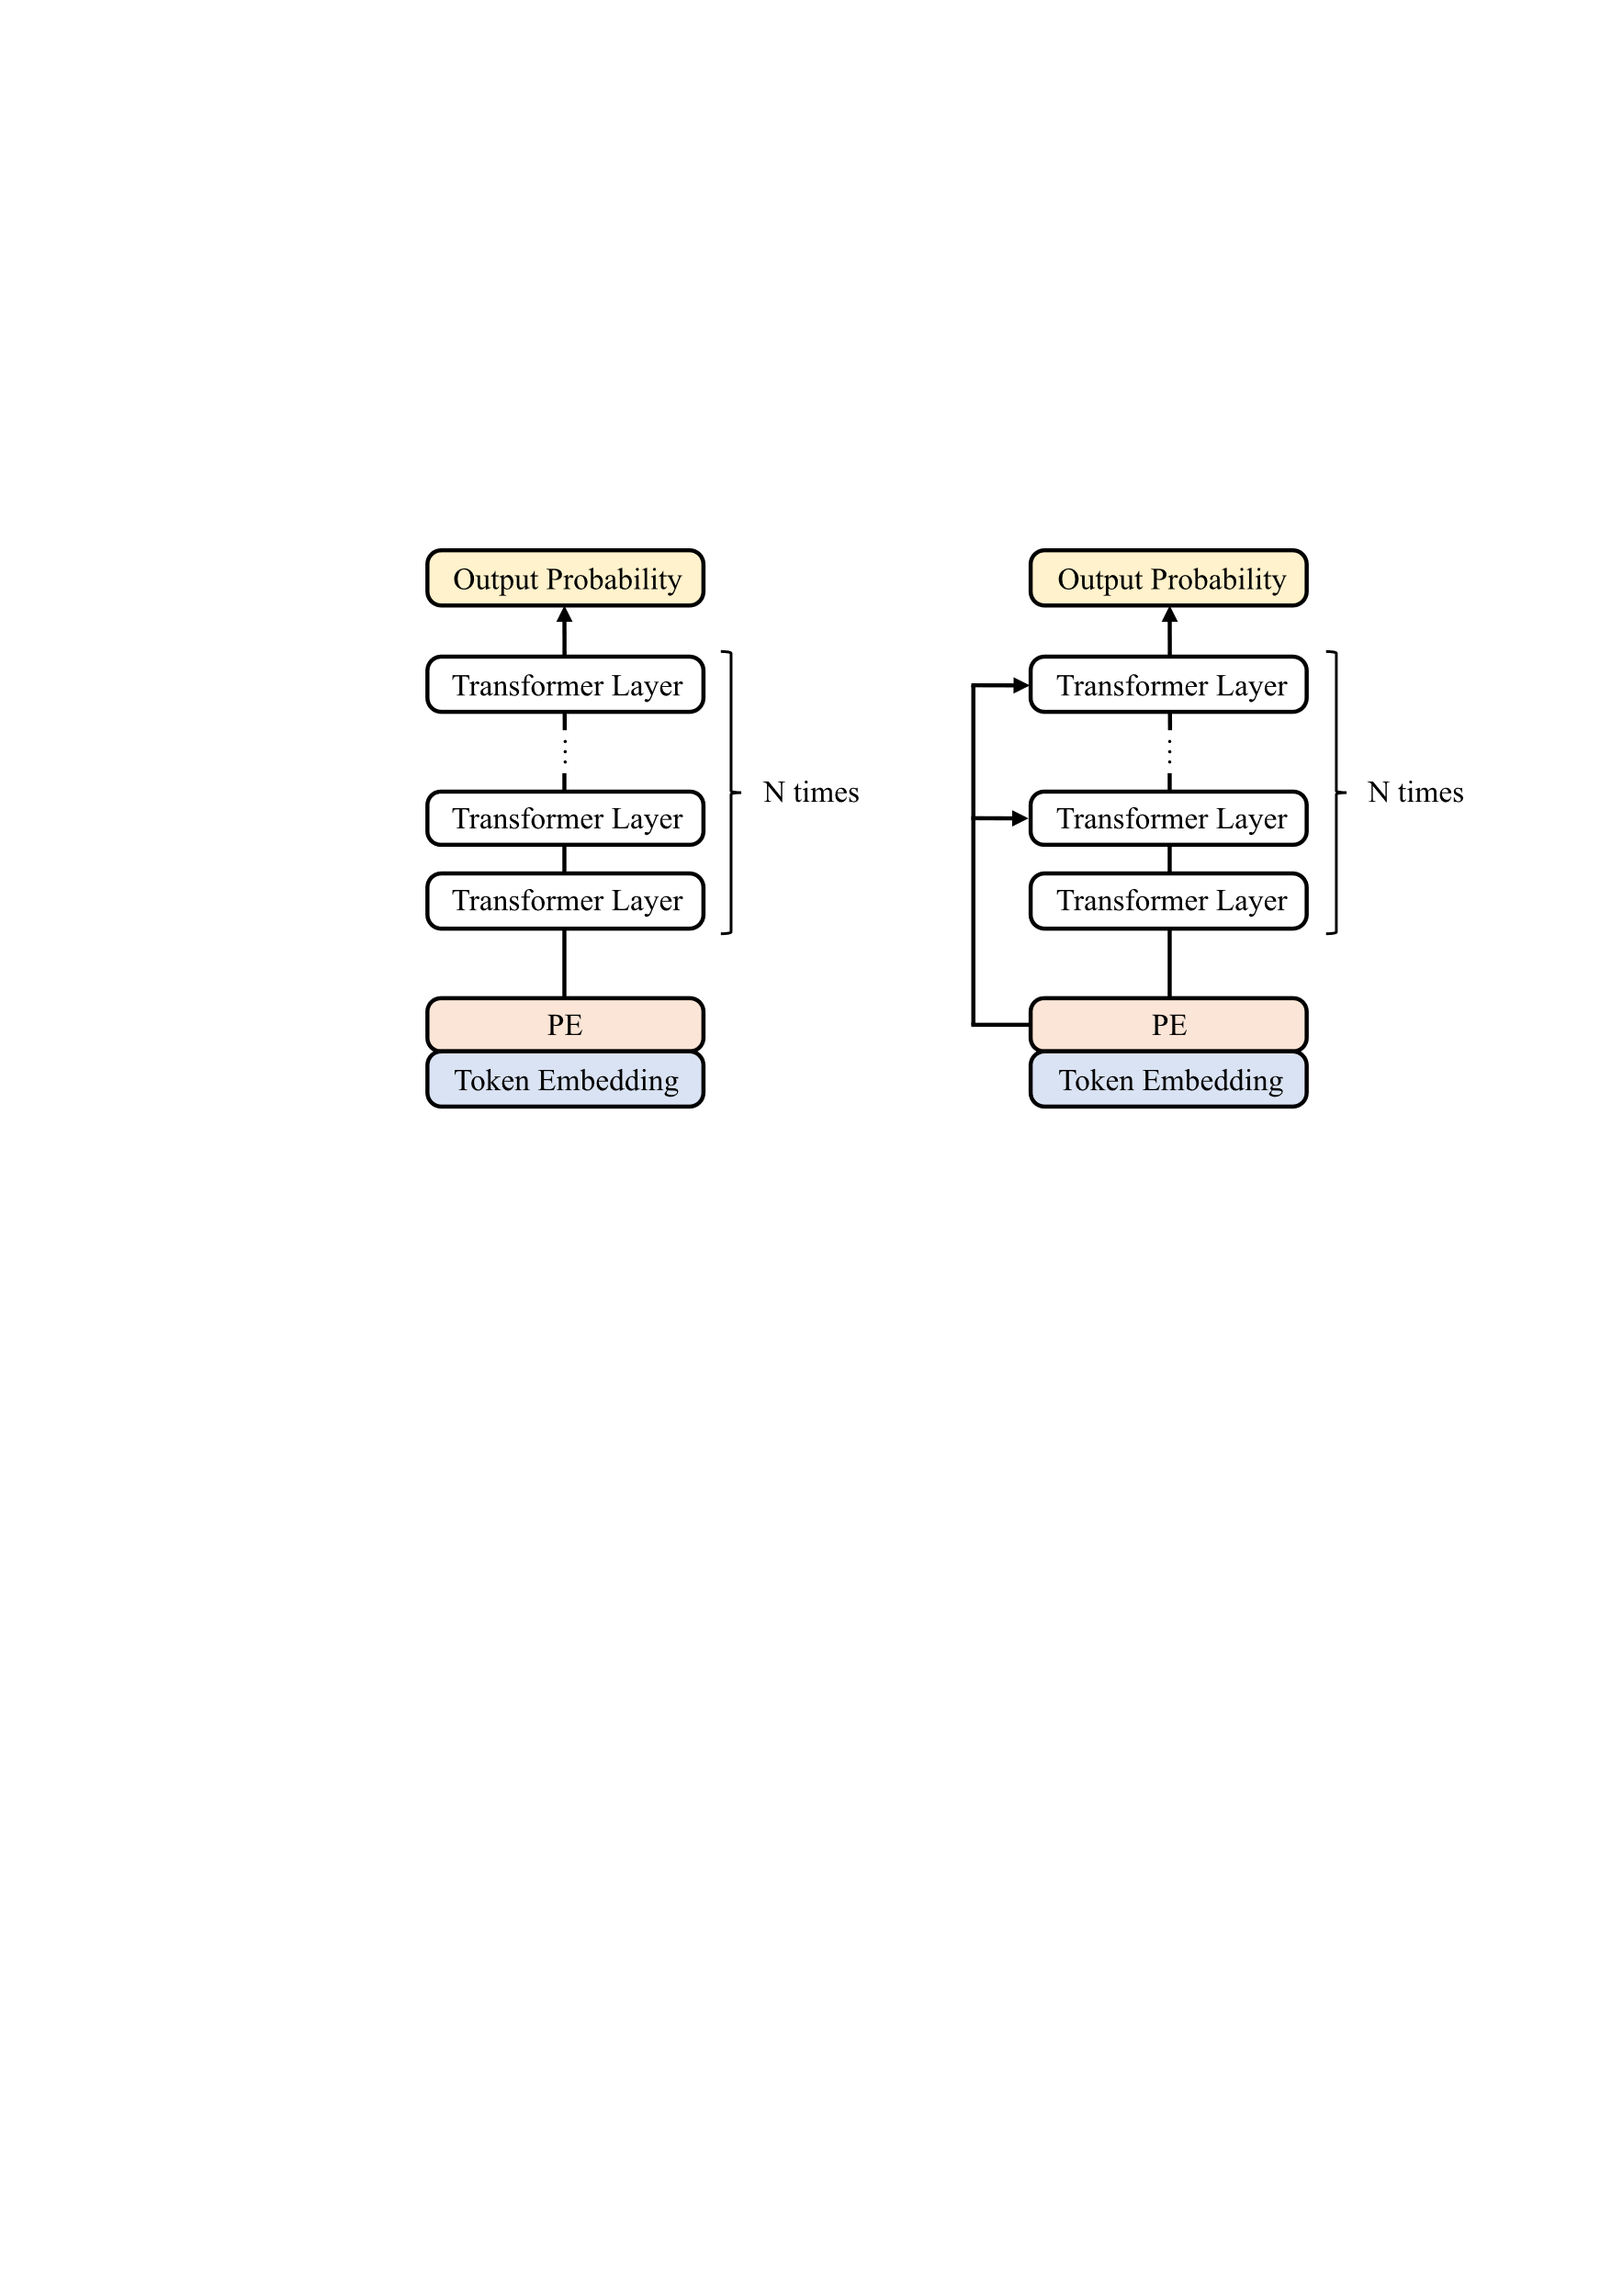 Output Probability
Transformer Layer
Transformer Layer
Transformer Layer
N times
PE
Token Embedding
Output Probability
Transformer Layer
Transformer Layer
Transformer Layer
N times
PE
Token Embedding